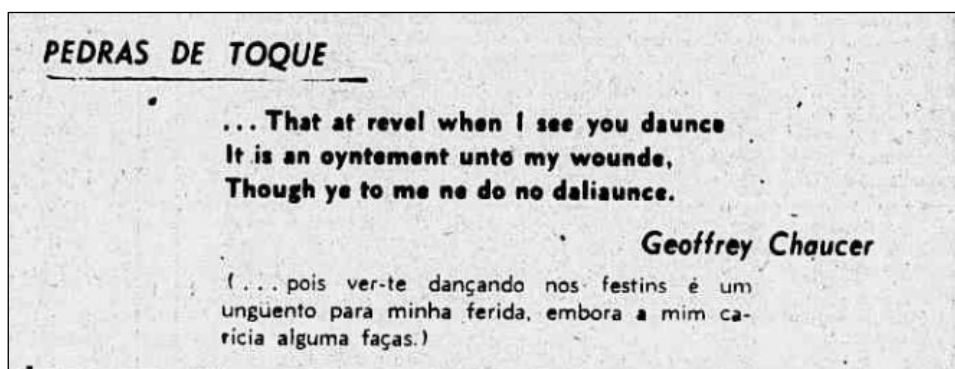 PEDRAS DE TOQUE
... That at revel when I see you daunce
It is an oyntement unto my wounde,
Though ye to me ne do no daliaunce.
Geoffrey Chaucer
(... pois ver-te dançando nos festins é um
ungüento para minha ferida, embora a mim ca-
rícia alguma faças.)